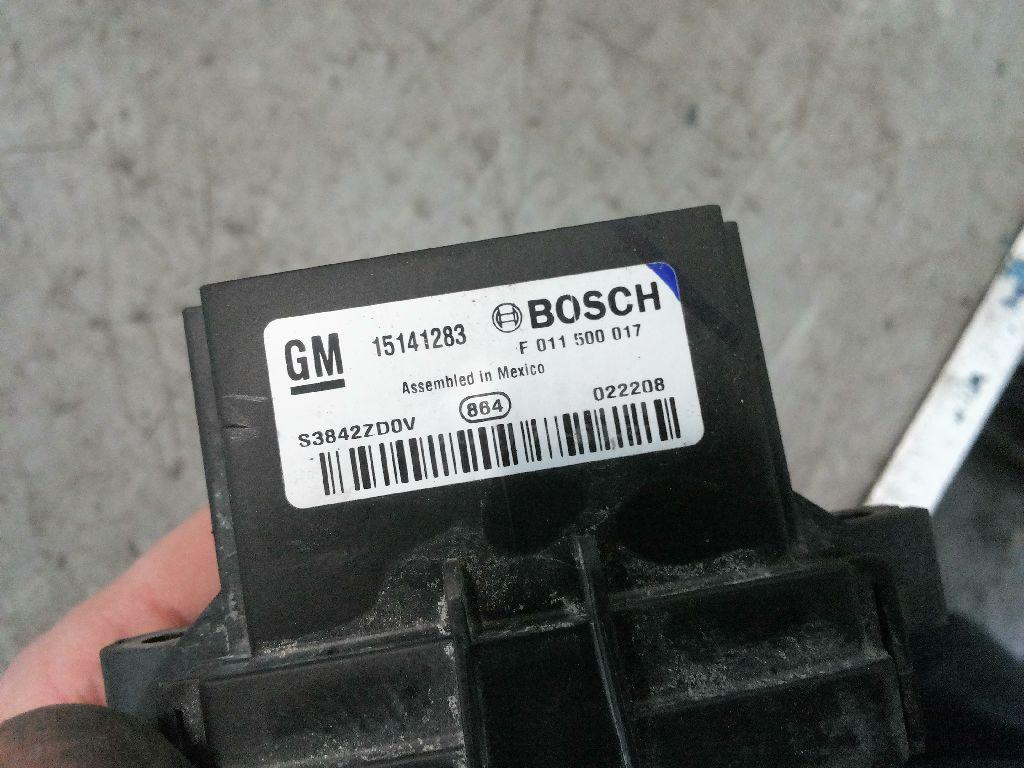 GM 15141283 BOSCH
F 011 500 017
Assembled in Mexico
S3842ZD0V 864 022208